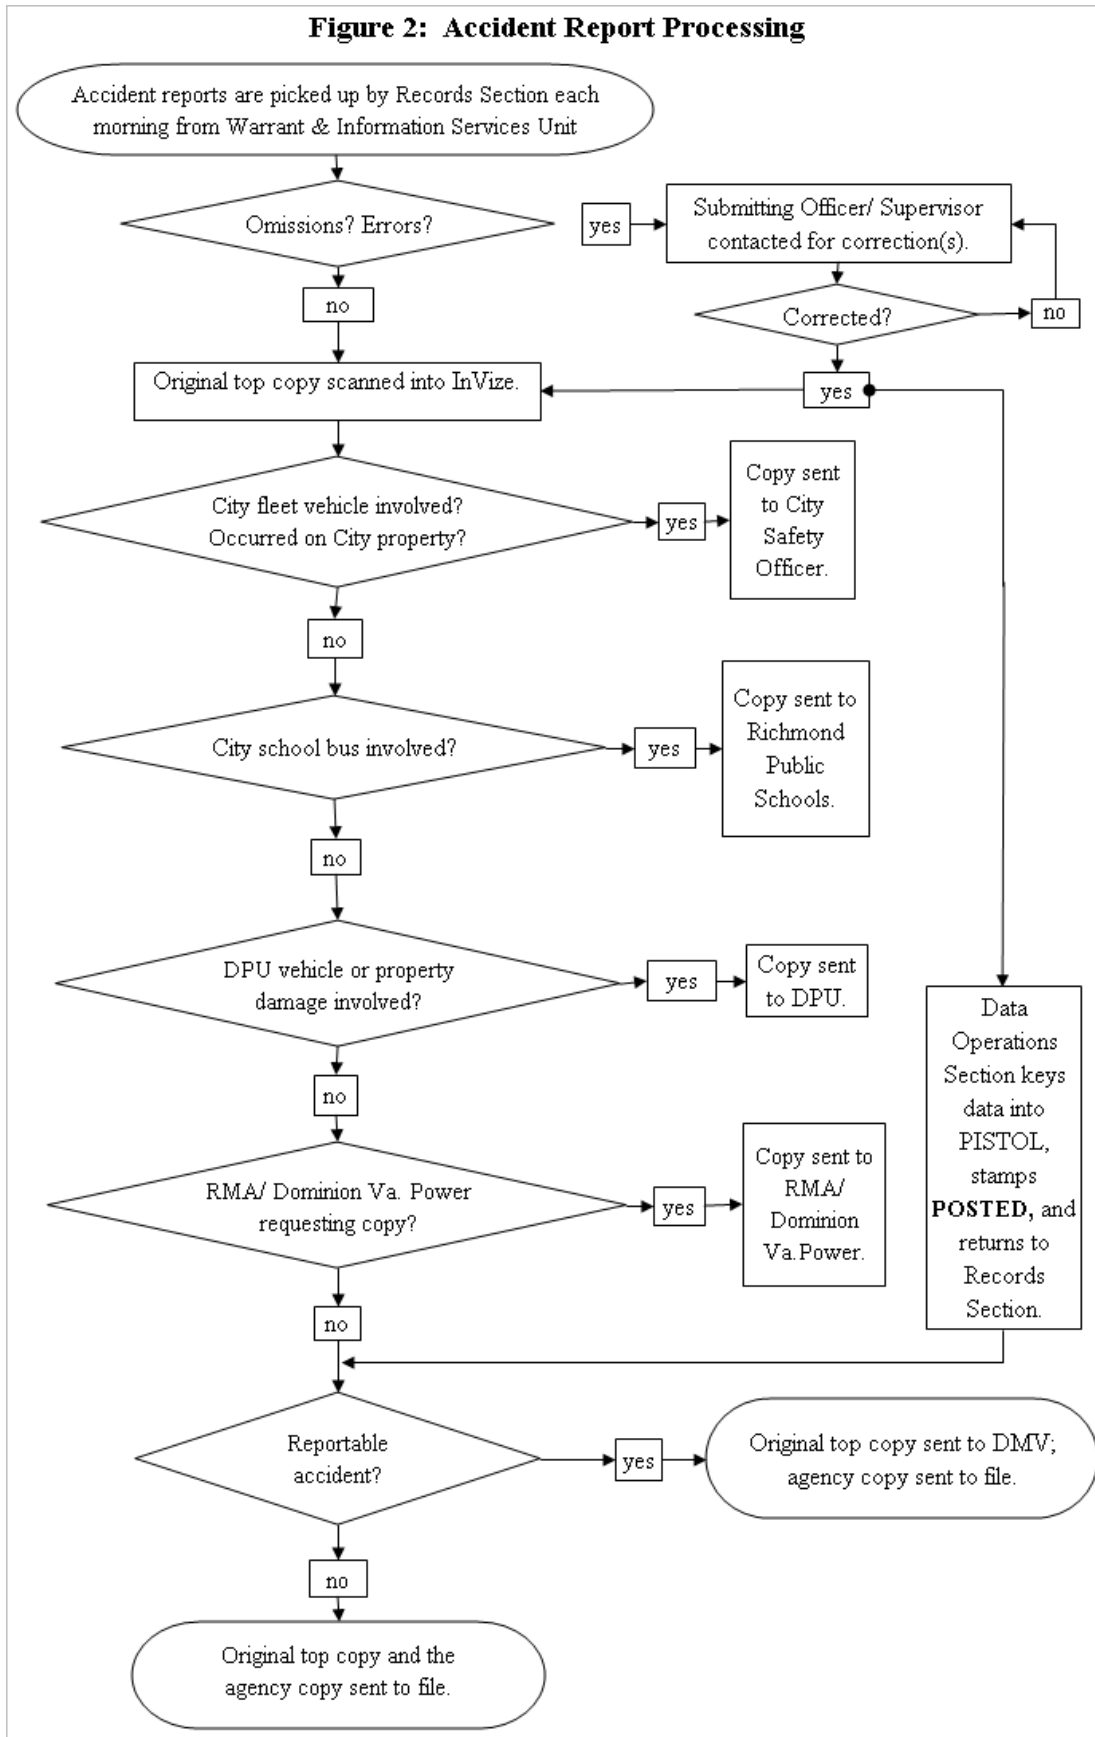 Figure 2: Accident Report Processing
Accident reports are picked up by Records Section each
morning from Warrant & Information Services Unit
Omissions? Errors?
yes
Submitting Officer/ Supervisor
contacted for correction(s).
no
Corrected?
no
Original top copy scanned into InVize.
yes
City fleet vehicle involved?
Occurred on City property?
yes
Copy sent
to City
Safety
Officer.
no
City school bus involved?
yes
Copy sent to
Richmond
Public
Schools.
no
DPU vehicle or property
damage involved?
yes
Copy sent
to DPU.
Data
Operations
Section keys
data into
PISTOL,
stamps
POSTED, and
returns to
Records
Section.
no
RMA/ Dominion Va. Power
requesting copy?
yes
Copy sent to
RMA/
Dominion
Va.Power.
no
Reportable
accident?
yes
Original top copy sent to DMV;
agency copy sent to file.
no
Original top copy and the
agency copy sent to file.